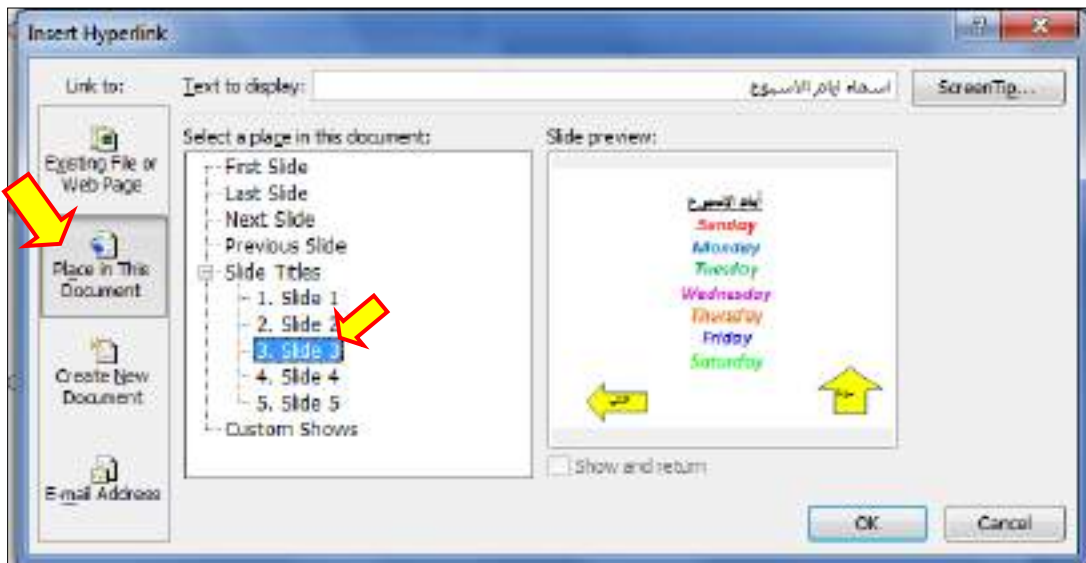 Insert Hyperlink
Link to:
Text to display:
اسماء ايام الاسبوع
ScreenTip...
Existing File or
Web Page
Place in This
Document
Create New
Document
E-mail Address
Select a place in this document:
First Slide
Last Slide
Next Slide
Previous Slide
Slide Titles
1. Slide 1
2. Slide 2
3. Slide 3
4. Slide 4
5. Slide 5
Custom Shows
Slide preview:
أيام الاسبوع
Sunday
Monday
Tuesday
Wednesday
Thursday
Friday
Saturday
Show and return
OK
Cancel